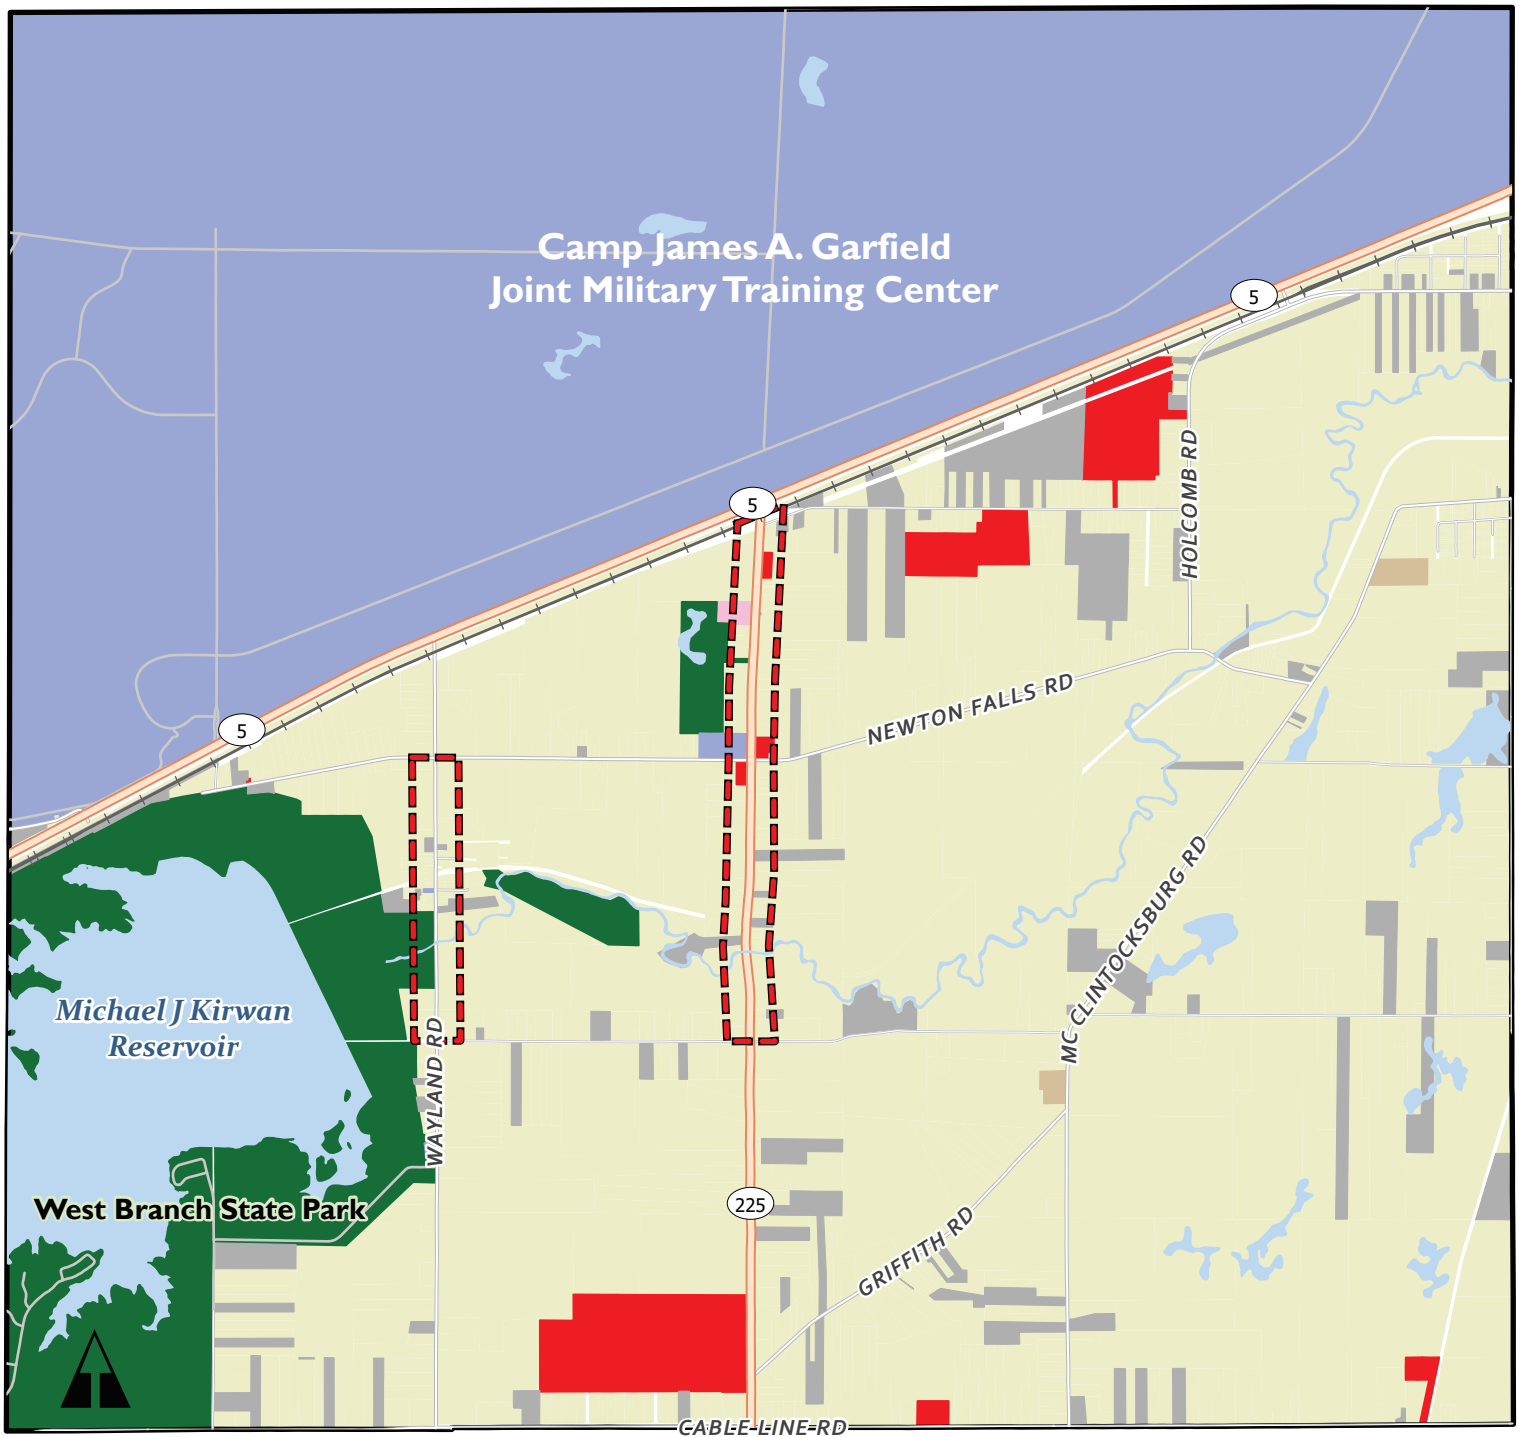 Camp James A. Garfield
Joint Military Training Center
5
5
HOLCOMB RD
NEWTON FALLS RD
5
MC CLINTOCKSBURG RD
Michael J Kirwan
Reservoir
WAYLAND RD
West Branch State Park
225
GRIFFITH RD
CABLE LINE RD